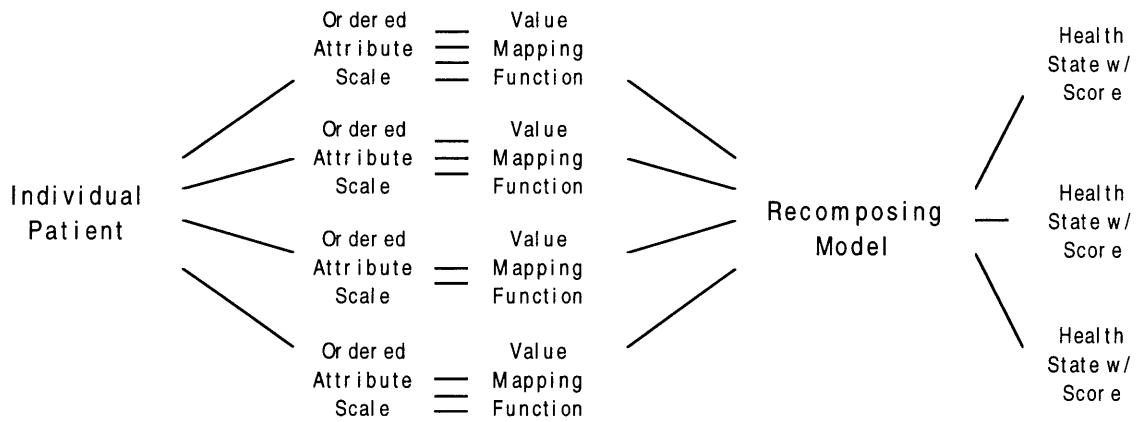 Individual
Patient
Ordered
Attribute
Scale
Value
Mapping
Function
Ordered
Attribute
Scale
Value
Mapping
Function
Ordered
Attribute
Scale
Value
Mapping
Function
Ordered
Attribute
Scale
Value
Mapping
Function
Recomposing
Model
Health
State w/
Score
Health
State w/
Score
Health
State w/
Score